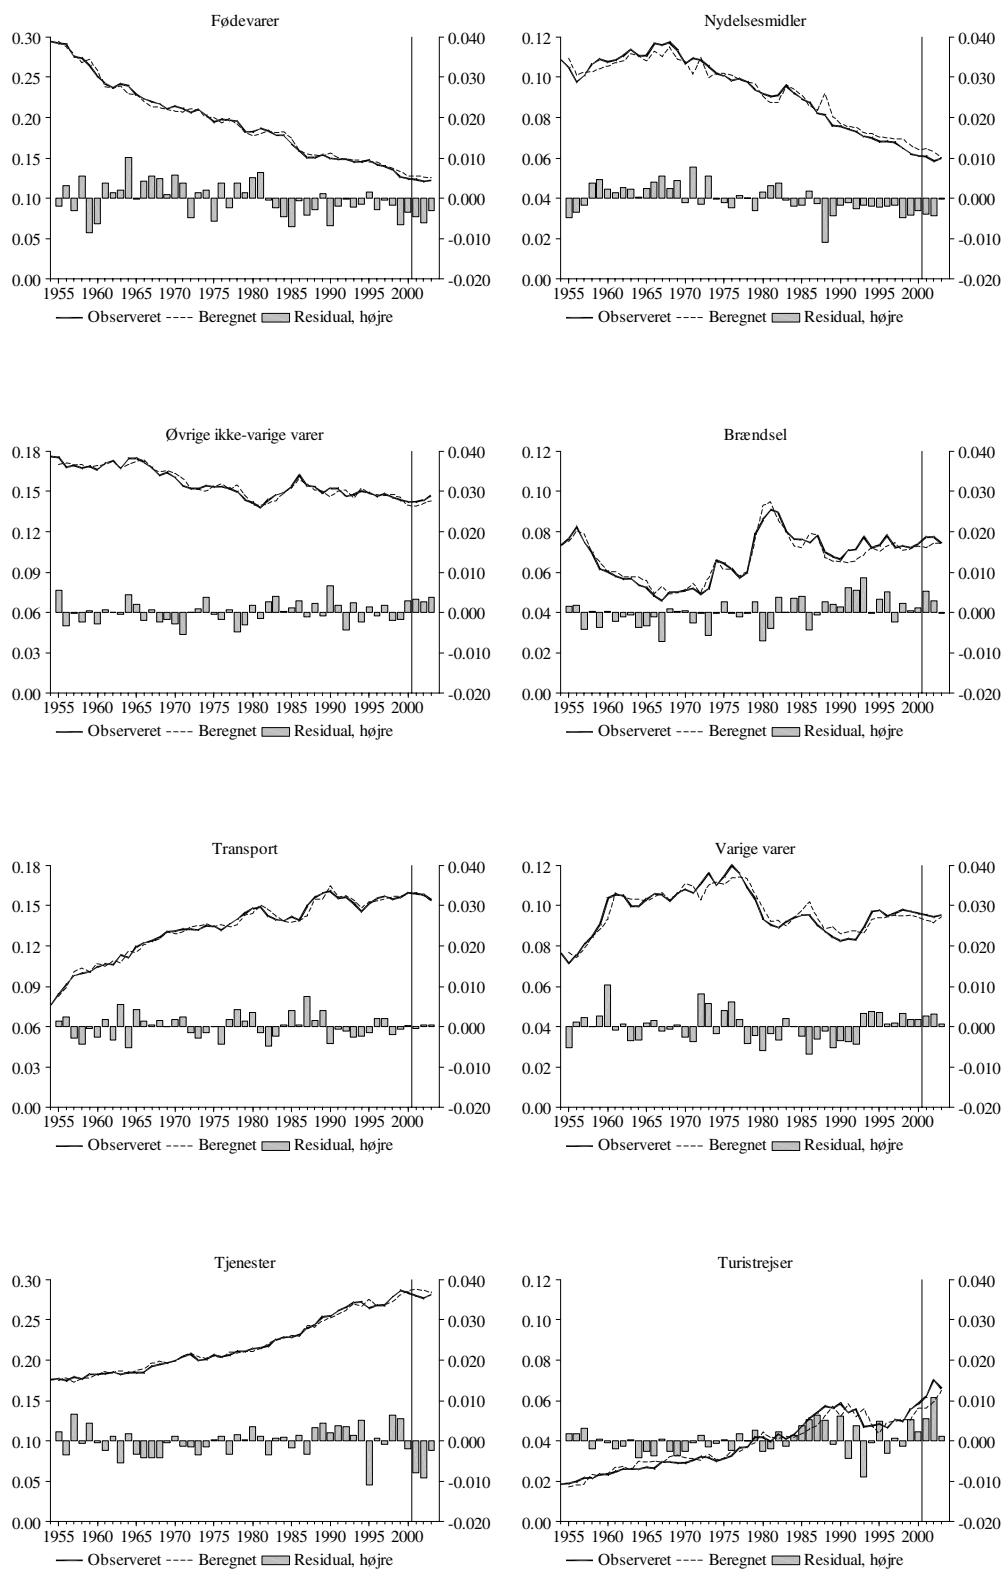 Fødevarer
0.30 0.040
0.25 0.030
0.20 0.020
0.15 0.010
0.10 0.000
0.05 -0.010
0.00 -0.020
1955 1960 1965 1970 1975 1980 1985 1990 1995 2000
Observeret Beregnet Residual, højre
Nydelsesmidler
0.12 0.040
0.10 0.030
0.08 0.020
0.06 0.010
0.04 0.000
0.02 -0.010
0.00 -0.020
1955 1960 1965 1970 1975 1980 1985 1990 1995 2000
Observeret Beregnet Residual, højre
Øvrige ikke-varige varer
0.18 0.040
0.15 0.030
0.12 0.020
0.09 0.010
0.06 0.000
0.03 -0.010
0.00 -0.020
1955 1960 1965 1970 1975 1980 1985 1990 1995 2000
Observeret Beregnet Residual, højre
Brændsel
0.12 0.040
0.10 0.030
0.08 0.020
0.06 0.010
0.04 0.000
0.02 -0.010
0.00 -0.020
1955 1960 1965 1970 1975 1980 1985 1990 1995 2000
Observeret Beregnet Residual, højre
Transport
0.18 0.040
0.15 0.030
0.12 0.020
0.09 0.010
0.06 0.000
0.03 -0.010
0.00 -0.020
1955 1960 1965 1970 1975 1980 1985 1990 1995 2000
Observeret Beregnet Residual, højre
Varige varer
0.12 0.040
0.10 0.030
0.08 0.020
0.06 0.010
0.04 0.000
0.02 -0.010
0.00 -0.020
1955 1960 1965 1970 1975 1980 1985 1990 1995 2000
Observeret Beregnet Residual, højre
Tjenester
0.30 0.040
0.25 0.030
0.20 0.020
0.15 0.010
0.10 0.000
0.05 -0.010
0.00 -0.020
1955 1960 1965 1970 1975 1980 1985 1990 1995 2000
Observeret Beregnet Residual, højre
Turistrejser
0.12 0.040
0.10 0.030
0.08 0.020
0.06 0.010
0.04 0.000
0.02 -0.010
0.00 -0.020
1955 1960 1965 1970 1975 1980 1985 1990 1995 2000
Observeret Beregnet Residual, højre